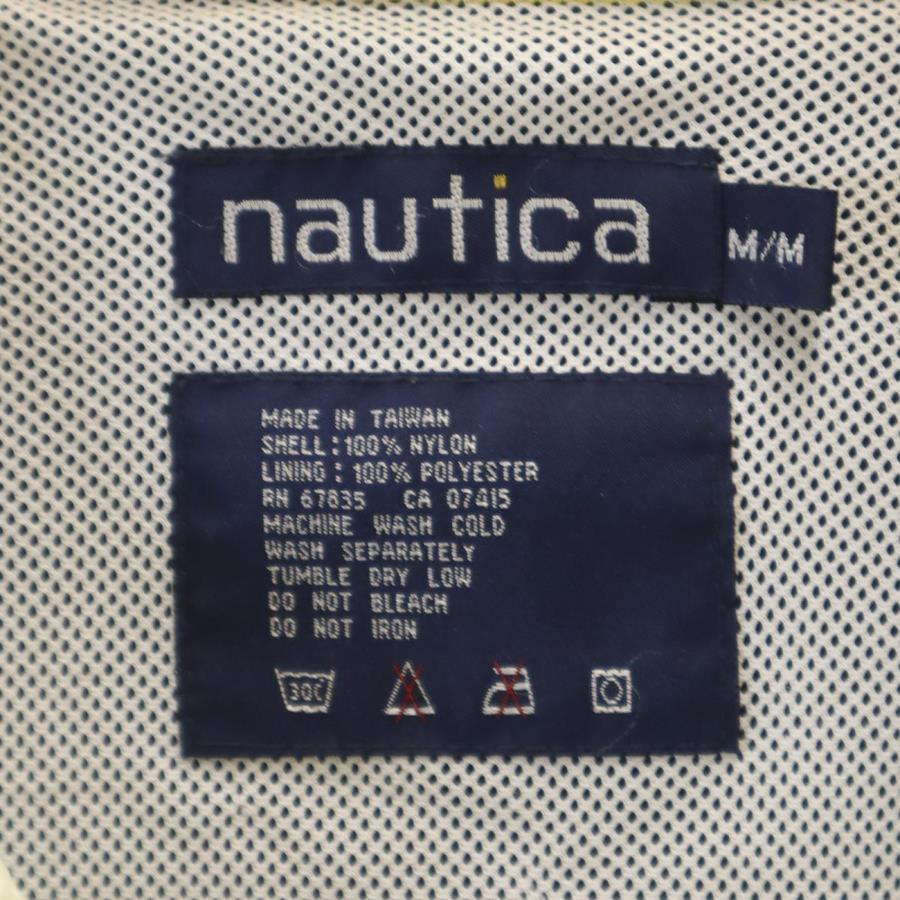 nautica
M/M
MADE IN TAIWAN
SHELL:100% NYLON
LINING: 100% POLYESTER
RN 67835 CA 07415
MACHINE WASH COLD
WASH SEPARATELY
TUMBLE DRY LOW
DO NOT BLEACH
DO NOT IRON
30C